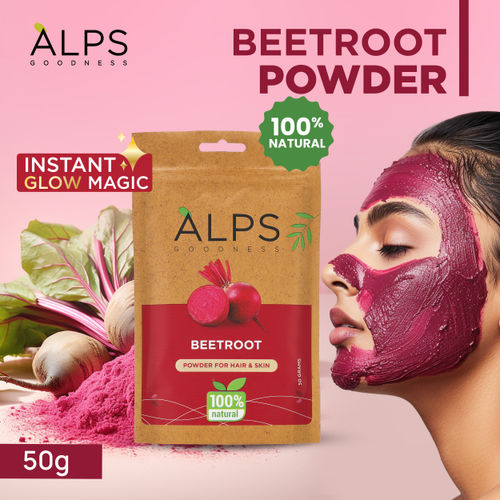 ALPS
GOODNESS
BEETROOT
POWDER
100%
NATURAL
INSTANT
GLOW MAGIC
ALPS
GOODNESS
BEETROOT
POWDER FOR HAIR & SKIN
50 GRAMS
100%
natural
50g